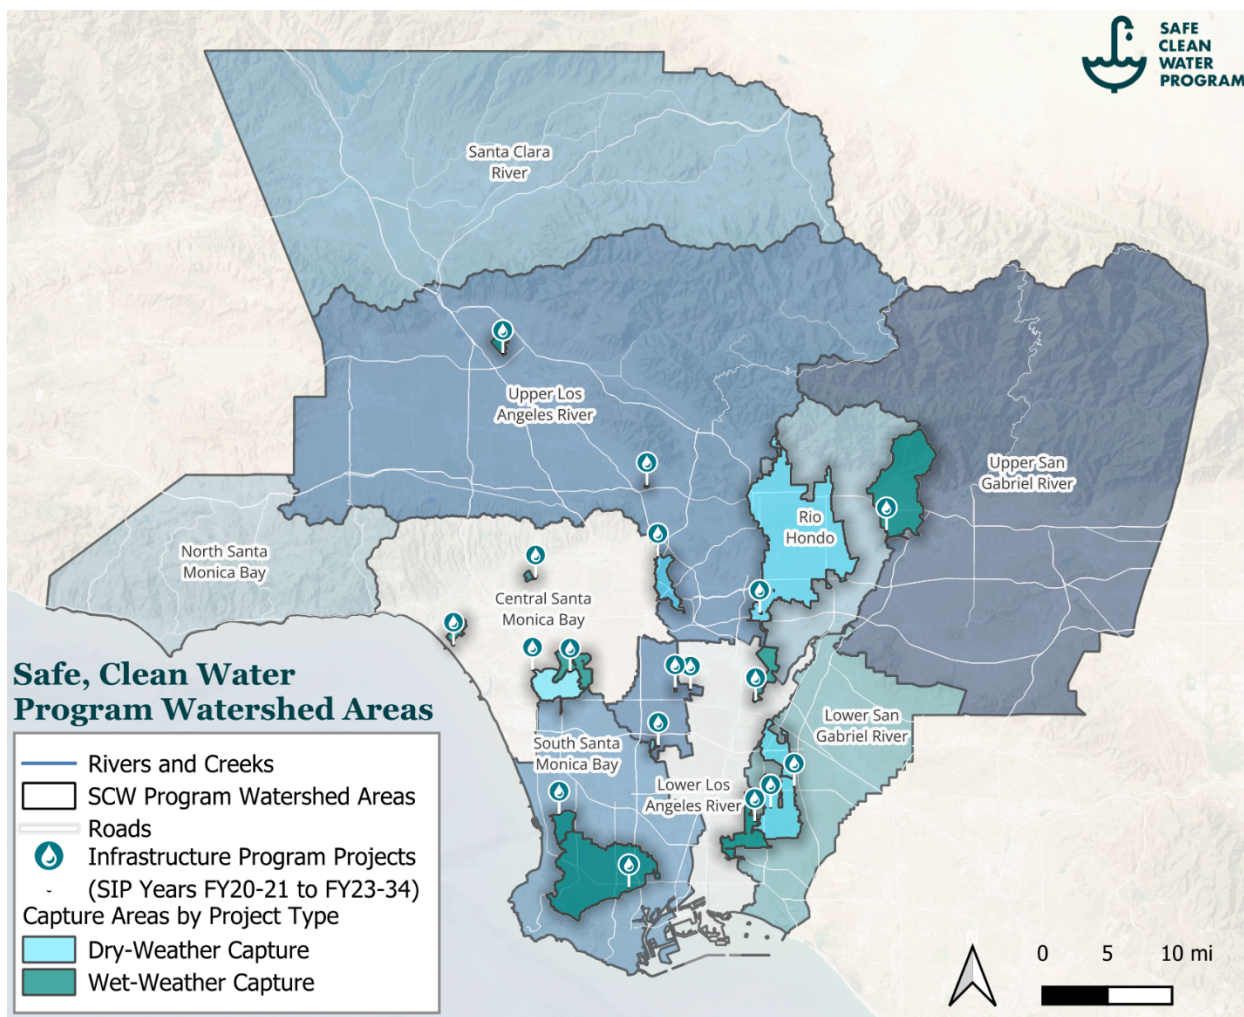 SAFE
CLEAN
WATER
PROGRAM
Santa Clara
River
Upper Los
Angeles River
Upper San
Gabriel River
Rio
Hondo
North Santa
Monica Bay
Central Santa
Monica Bay
Lower San
Gabriel River
South Santa
Monica Bay
Lower Los
Angeles River
Safe, Clean Water
Program Watershed Areas
Rivers and Creeks
SCW Program Watershed Areas
Roads
Infrastructure Program Projects
- (SIP Years FY20-21 to FY23-34)
Capture Areas by Project Type
Dry-Weather Capture
Wet-Weather Capture
N
0 5 10 mi